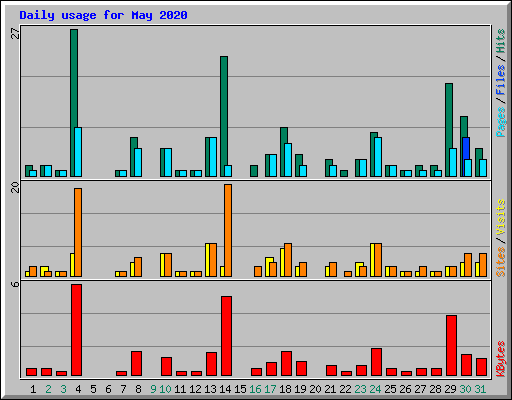 Daily usage for May 2020
27
Pages / Files / Hits
20
Sites / Visits
6
KBytes
1 2 3 4 5 6 7 8 9 10 11 12 13 14 15 16 17 18 19 20 21 22 23 24 25 26 27 28 29 30 31